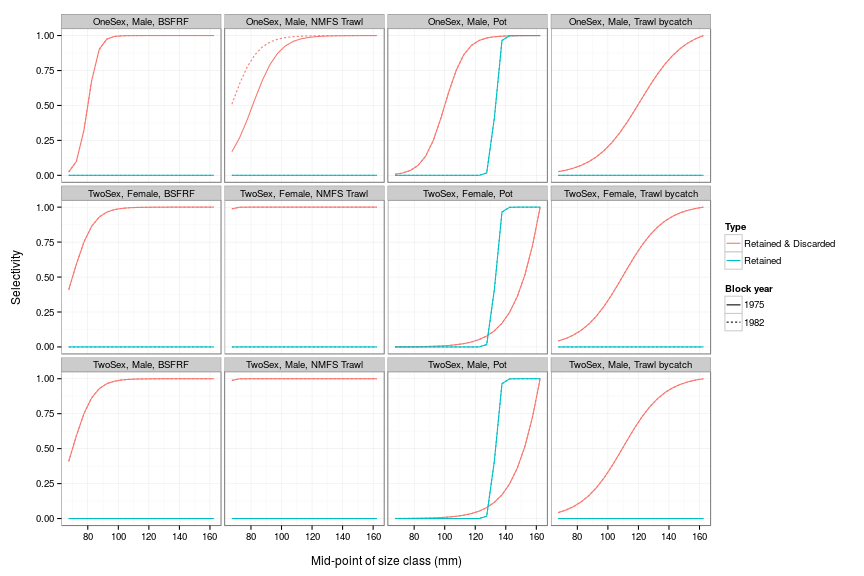 OneSex, Male, BSFRF
OneSex, Male, NMFS Trawl
OneSex, Male, Pot
OneSex, Male, Trawl bycatch
1.00
0.75
0.50
0.25
0.00
TwoSex, Female, BSFRF
TwoSex, Female, NMFS Trawl
TwoSex, Female, Pot
TwoSex, Female, Trawl bycatch
1.00
0.75
0.50
0.25
0.00
TwoSex, Male, BSFRF
TwoSex, Male, NMFS Trawl
TwoSex, Male, Pot
TwoSex, Male, Trawl bycatch
1.00
0.75
0.50
0.25
0.00
80 100 120 140 160
80 100 120 140 160
80 100 120 140 160
80 100 120 140 160
Mid-point of size class (mm)
Selectivity
Type
Retained & Discarded
Retained
Block year
1975
1982